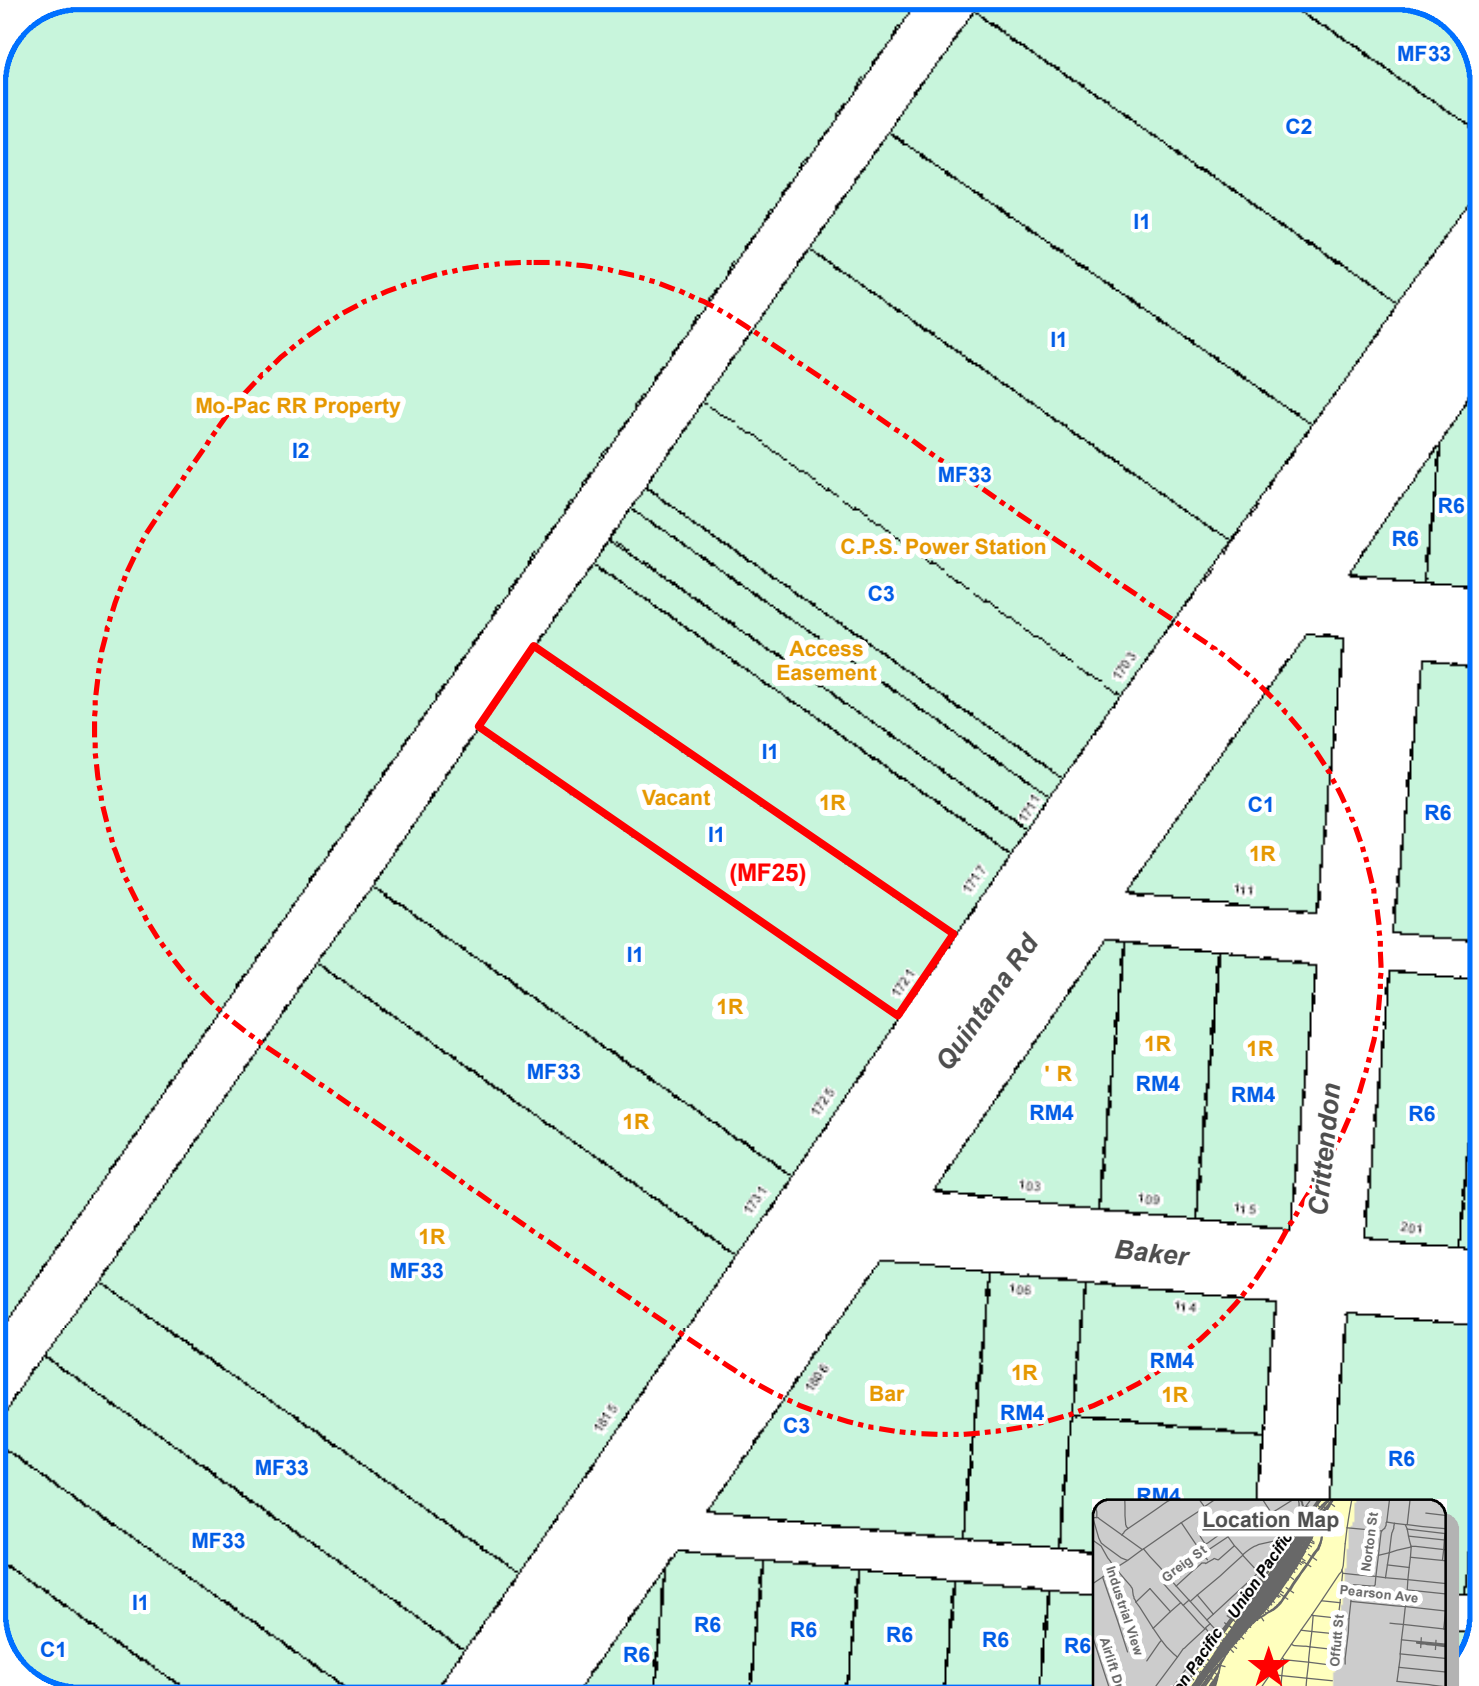 MF33
C2
I1
I1
Mo-Pac RR Property
I2
MF33
R6
R6
C.P.S. Power Station
C3
Access
Easement
1703
I1
1R
Vacant
I1
(MF25)
1711
1717
1721
C1
1R
111
R6
Quintana Rd
I1
1R
MF33
1R
1725
1731
' R
RM4
103
1R
RM4
109
1R
RM4
115
Crittendon
R6
201
Baker
1R
MF33
106
114
1806
Bar
C3
1R
RM4
RM4
1R
1815
MF33
MF33
I1
C1
R6
RM4
R6
R6
R6
R6
R6
R6
Location Map
Norton St
Greig St
Union Pacific
Pearson Ave
Industrial View
Offutt St
on Pacific
Airlift Dr